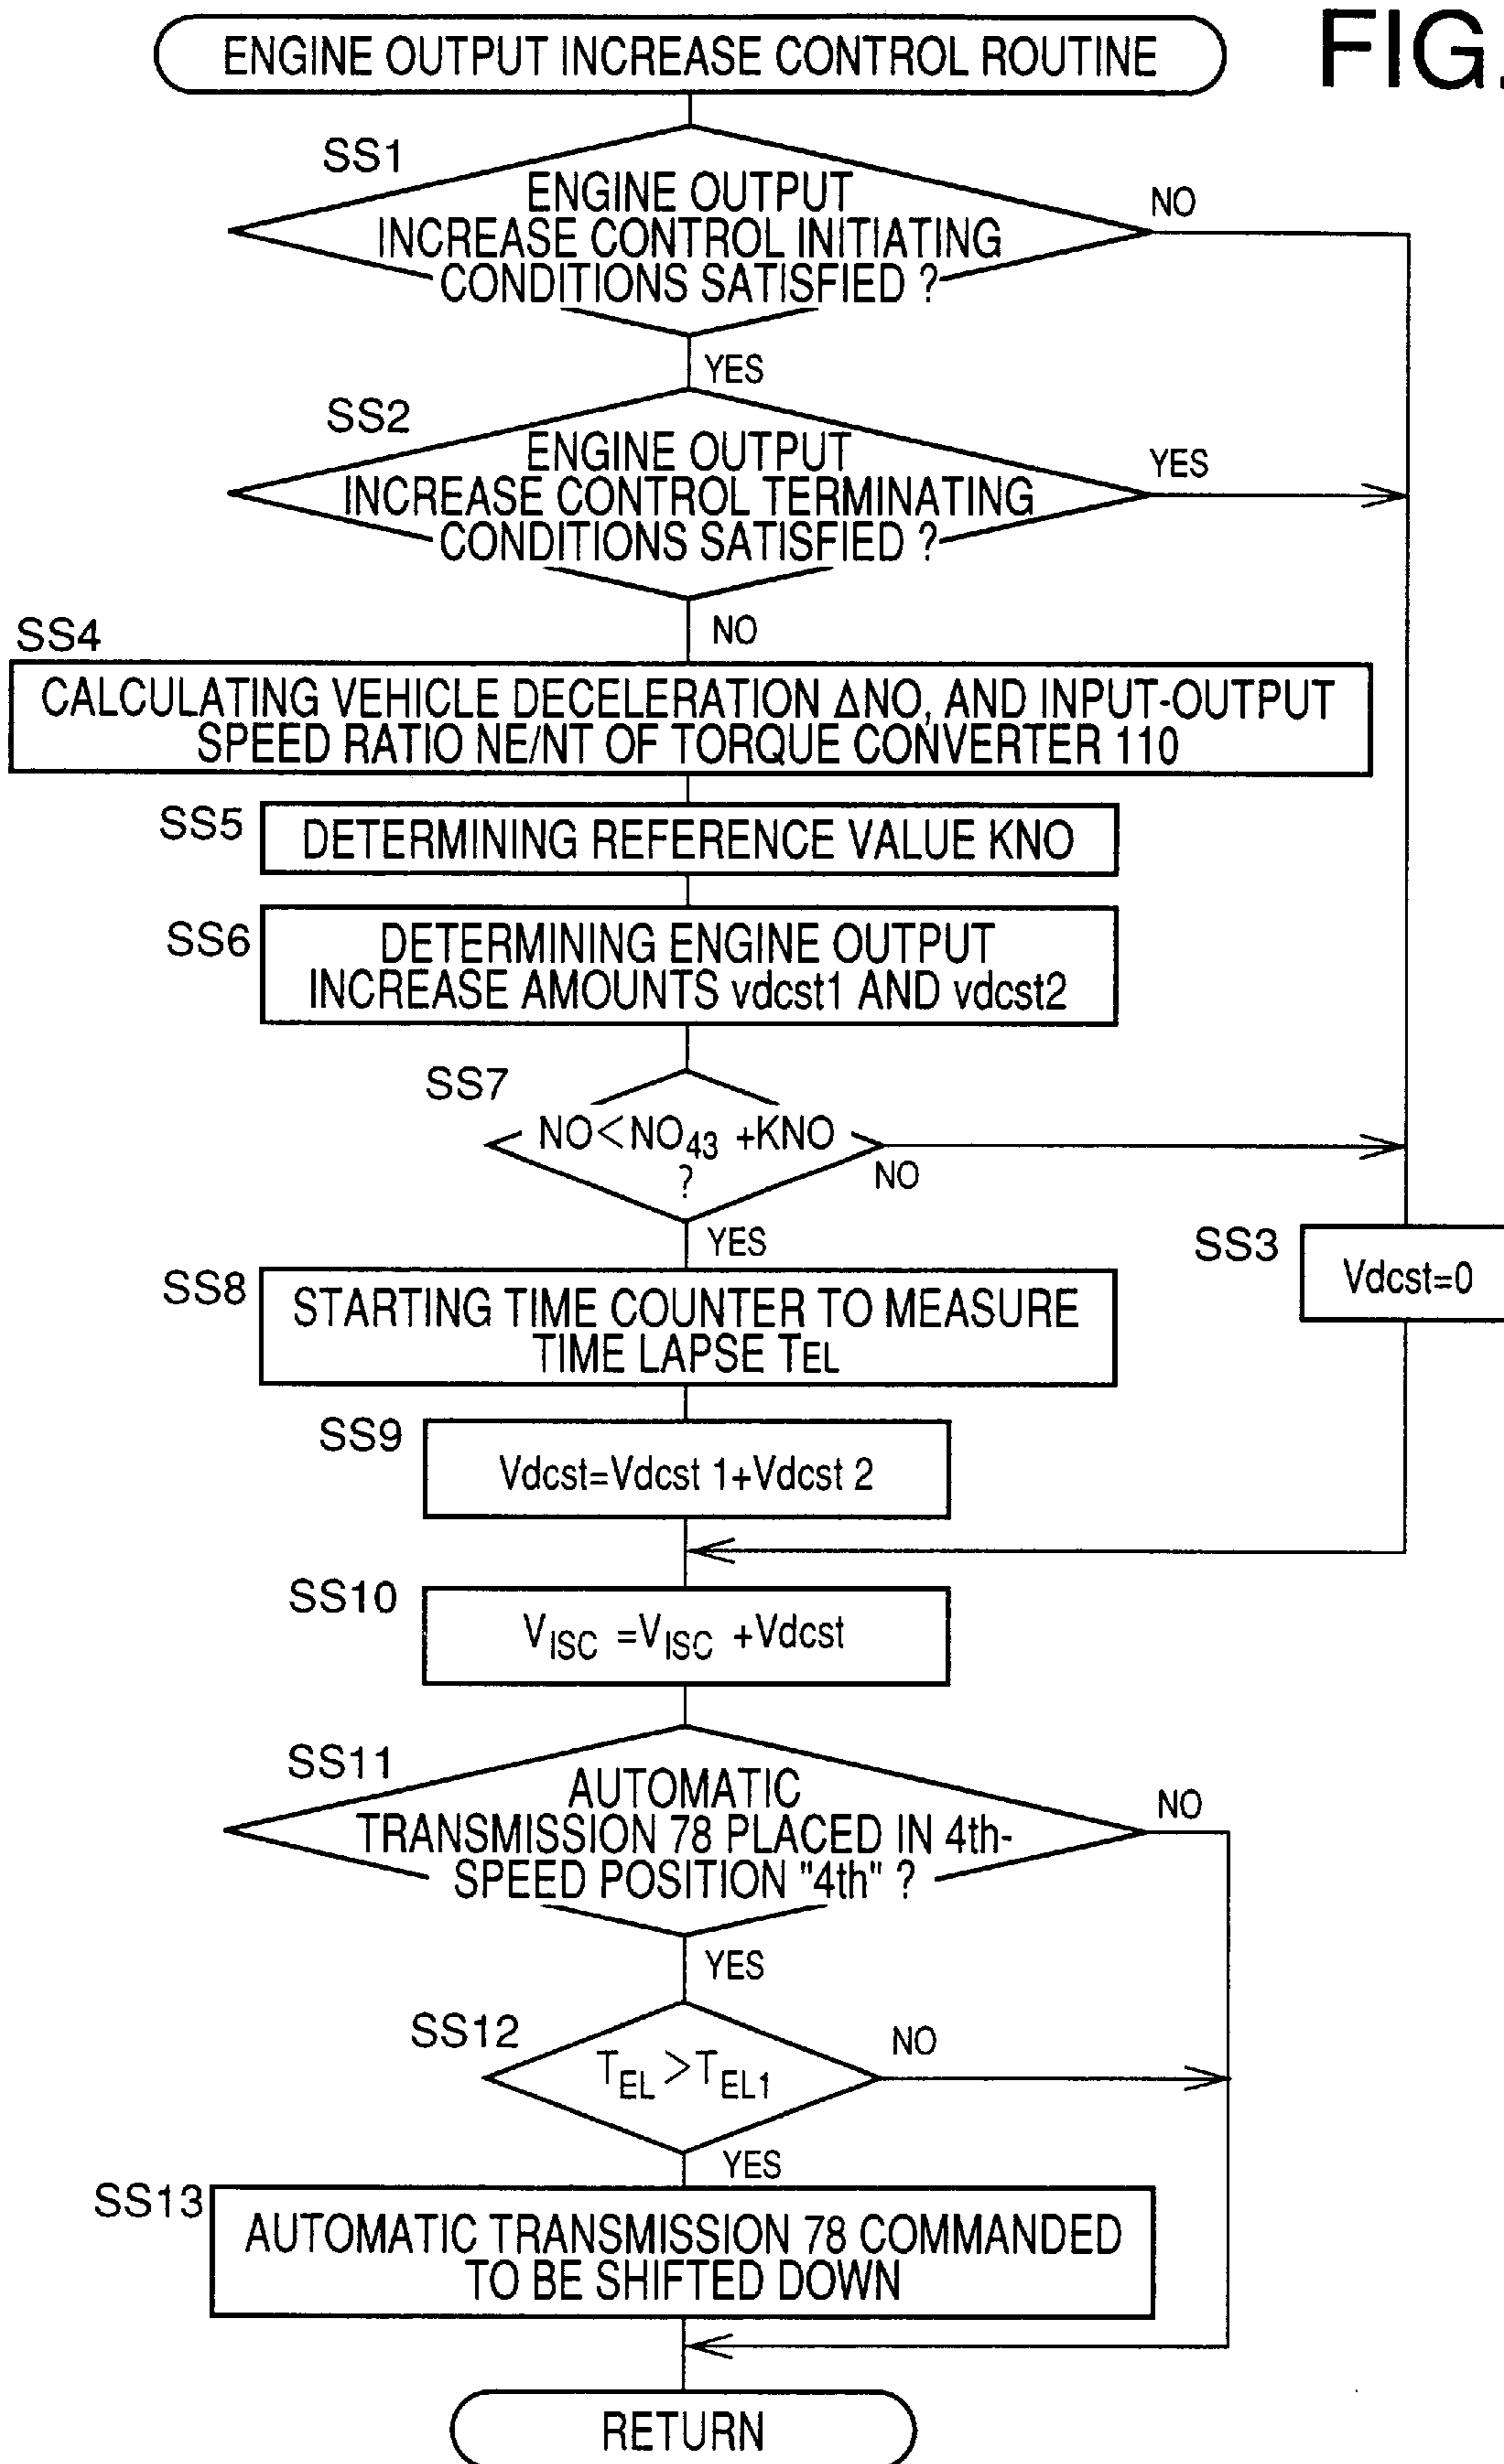 ENGINE OUTPUT INCREASE CONTROL ROUTINE
FIG.
SS1
ENGINE OUTPUT
INCREASE CONTROL INITIATING
CONDITIONS SATISFIED ?
NO
YES
SS2
ENGINE OUTPUT
INCREASE CONTROL TERMINATING
CONDITIONS SATISFIED ?
YES
NO
SS4
CALCULATING VEHICLE DECELERATION ΔNO, AND INPUT-OUTPUT
SPEED RATIO NE/NT OF TORQUE CONVERTER 110
SS5
DETERMINING REFERENCE VALUE KNO
SS6
DETERMINING ENGINE OUTPUT
INCREASE AMOUNTS vdcst1 AND vdcst2
SS7
NO<NO43 +KNO
?
NO
YES
SS3
Vdcst=0
SS8
STARTING TIME COUNTER TO MEASURE
TIME LAPSE TEL
SS9
Vdcst=Vdcst 1+Vdcst 2
SS10
VISC =VISC +Vdcst
SS11
AUTOMATIC
TRANSMISSION 78 PLACED IN 4th-
SPEED POSITION "4th" ?
NO
YES
SS12
TEL >TEL1
NO
YES
SS13
AUTOMATIC TRANSMISSION 78 COMMANDED
TO BE SHIFTED DOWN
RETURN